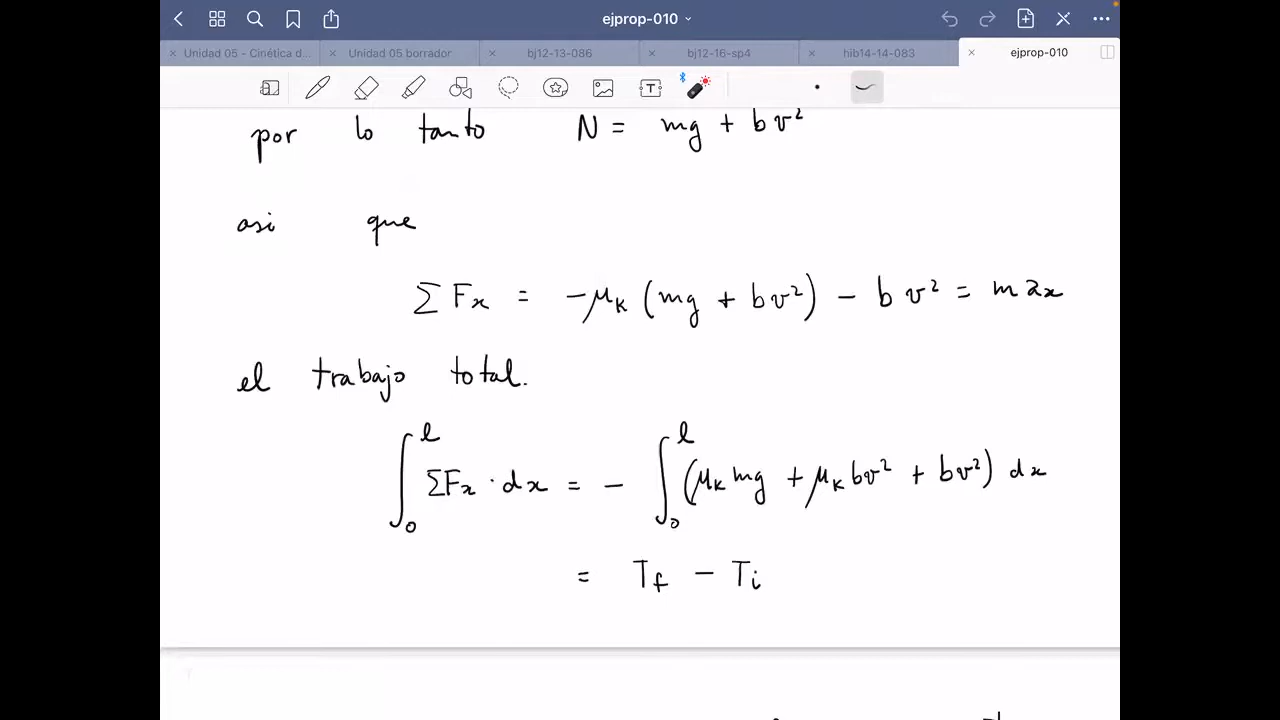 ejprop-010
Unidad 05 - Cinética d...
Unidad 05 borrador
bj12-13-086
bj12-16-sp4
hib14-14-083
ejprop-010
por lo tanto N = mg + bv²
asi que
∑Fx = -μk (mg + bv²) - bv² = max
el trabajo total.
∫₀ˡ ∑Fx · dx = - ∫₀ˡ (μk mg + μk bv² + bv²) dx
= Tf - Ti